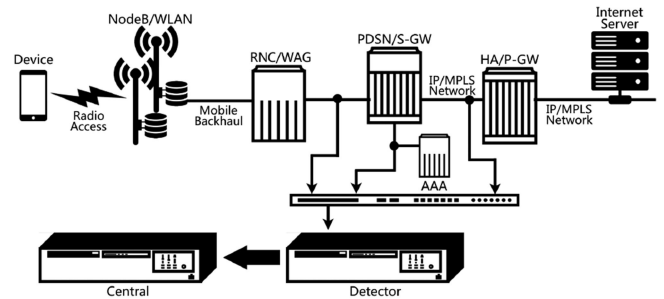 Internet
Server
NodeB/WLAN
PDSN/S-GW
Device
RNC/WAG
HA/P-GW
IP/MPLS
Network
Radio
Access
Mobile
Backhaul
IP/MPLS
Network
AAA
Central
Detector